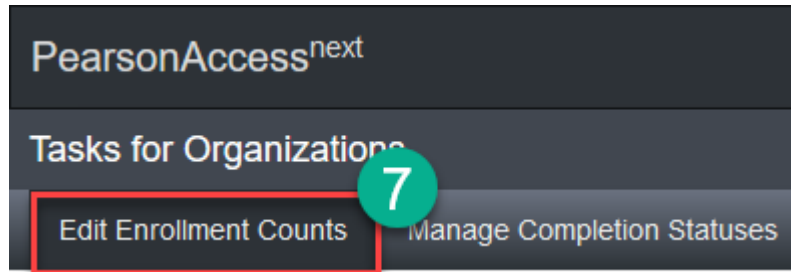 PearsonAccessnext
Tasks for Organizations
7
Edit Enrollment Counts Manage Completion Statuses